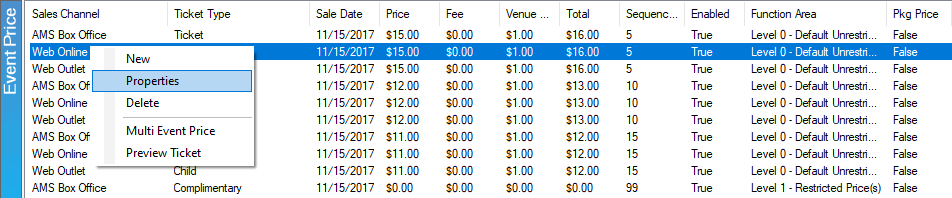 Event Price
Sales Channel Ticket Type Sale Date Price Fee Venue ... Total Sequenc... Enabled Function Area Pkg Price
AMS Box Office Ticket 11/15/2017 $15.00 $0.00 $1.00 $16.00 5 True Level 0 - Default Unrestri... False
Web Online 11/15/2017 $15.00 $0.00 $1.00 $16.00 5 True Level 0 - Default Unrestri... False
New
Web Outlet 11/15/2017 $15.00 $0.00 $1.00 $16.00 5 True Level 0 - Default Unrestri... False
Properties
AMS Box Of 11/15/2017 $12.00 $0.00 $1.00 $13.00 10 True Level 0 - Default Unrestri... False
Web Online 11/15/2017 $12.00 $0.00 $1.00 $13.00 10 True Level 0 - Default Unrestri... False
Delete
Web Outlet 11/15/2017 $12.00 $0.00 $1.00 $13.00 10 True Level 0 - Default Unrestri... False
AMS Box Of 11/15/2017 $11.00 $0.00 $1.00 $12.00 15 True Level 0 - Default Unrestri... False
Multi Event Price
Web Online 11/15/2017 $11.00 $0.00 $1.00 $12.00 15 True Level 0 - Default Unrestri... False
Preview Ticket
Web Outlet Child 11/15/2017 $11.00 $0.00 $1.00 $12.00 15 True Level 0 - Default Unrestri... False
AMS Box Office Complimentary 11/15/2017 $0.00 $0.00 $0.00 $0.00 99 True Level 1 - Restricted Price(s) False